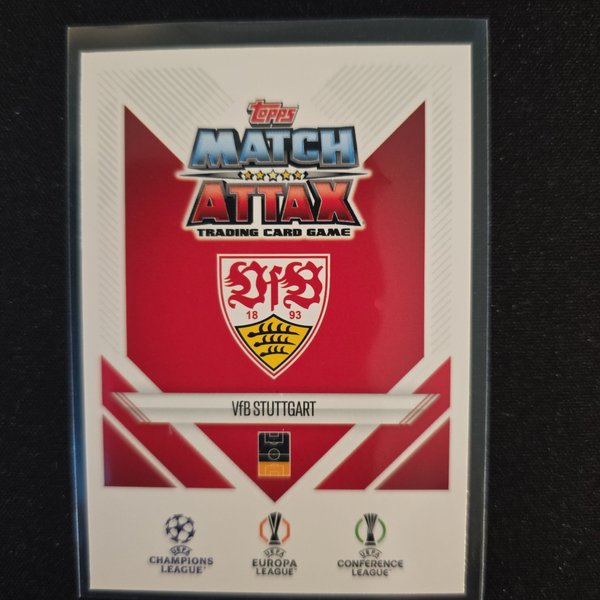 topps
MATCH
ATTAX
TRADING CARD GAME
VfB
18 93
VfB STUTTGART
UEFA UEFA UEFA
CHAMPIONS EUROPA CONFERENCE
LEAGUE LEAGUE LEAGUE